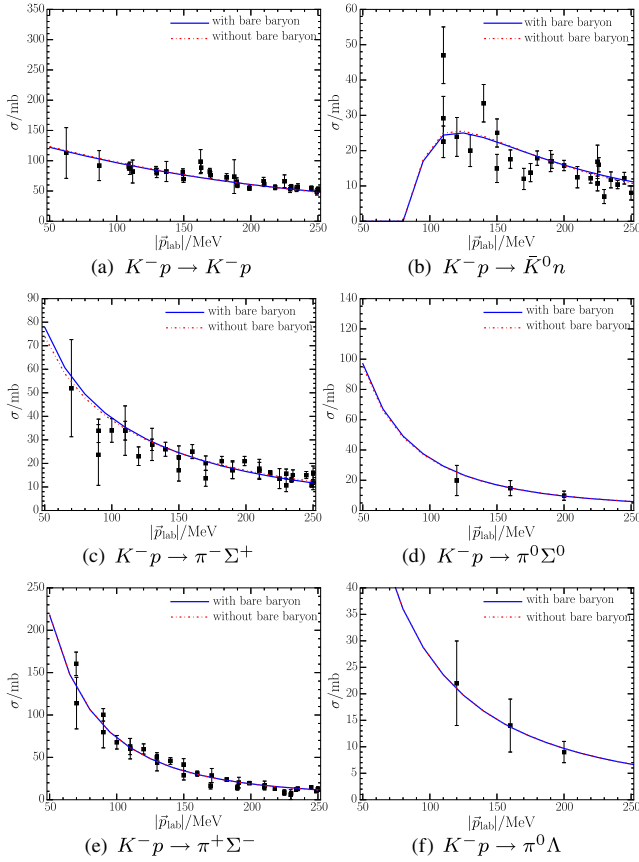 with bare baryon
without bare baryon
σ/mb
350
300
250
200
150
100
50
0
50 100 150 200 250
|p⃗lab|/MeV
(a) K⁻p → K⁻p
with bare baryon
without bare baryon
σ/mb
60
50
40
30
20
10
0
50 100 150 200 250
|p⃗lab|/MeV
(b) K⁻p → K̄⁰n
with bare baryon
without bare baryon
σ/mb
90
80
70
60
50
40
30
20
10
0
50 100 150 200 250
|p⃗lab|/MeV
(c) K⁻p → π⁻Σ⁺
with bare baryon
without bare baryon
σ/mb
140
120
100
80
60
40
20
0
50 100 150 200 250
|p⃗lab|/MeV
(d) K⁻p → π⁰Σ⁰
with bare baryon
without bare baryon
σ/mb
250
200
150
100
50
0
50 100 150 200 250
|p⃗lab|/MeV
(e) K⁻p → π⁺Σ⁻
with bare baryon
without bare baryon
σ/mb
40
35
30
25
20
15
10
5
0
50 100 150 200 250
|p⃗lab|/MeV
(f) K⁻p → π⁰Λ